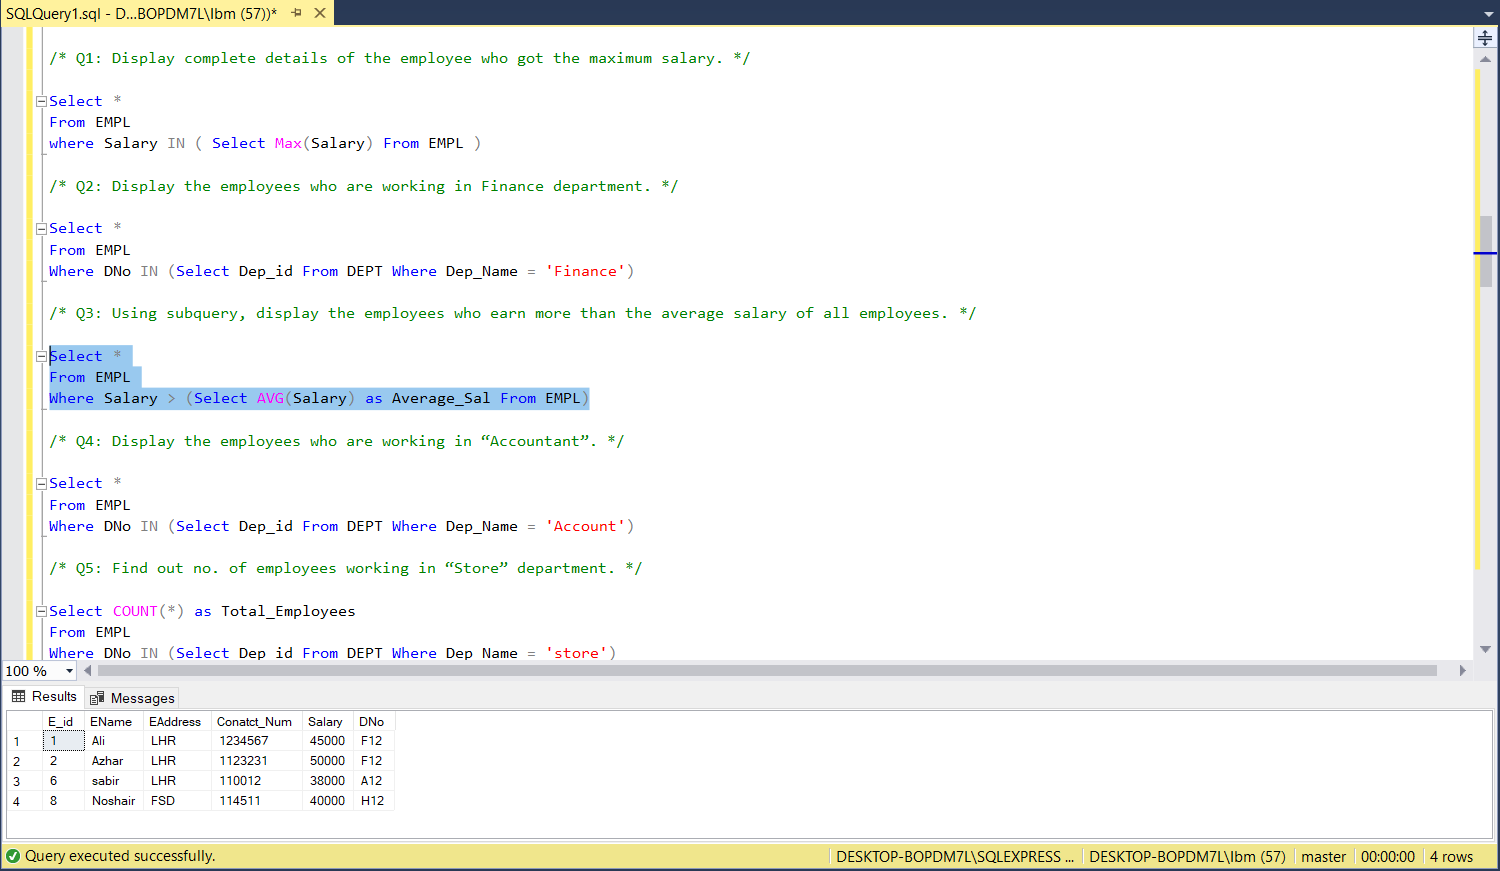 SQLQuery1.sql - D...BOPDM7L\Ibm (57))*
/* Q1: Display complete details of the employee who got the maximum salary. */
Select *
From EMPL
where Salary IN ( Select Max(Salary) From EMPL )
/* Q2: Display the employees who are working in Finance department. */
Select *
From EMPL
Where DNo IN (Select Dep_id From DEPT Where Dep_Name = 'Finance')
/* Q3: Using subquery, display the employees who earn more than the average salary of all employees. */
Select *
From EMPL
Where Salary > (Select AVG(Salary) as Average_Sal From EMPL)
/* Q4: Display the employees who are working in “Accountant”. */
Select *
From EMPL
Where DNo IN (Select Dep_id From DEPT Where Dep_Name = 'Account')
/* Q5: Find out no. of employees working in “Store” department. */
Select COUNT(*) as Total_Employees
From EMPL
Where DNo IN (Select Dep_id From DEPT Where Dep_Name = 'store')
100 %
Results Messages
E_id EName EAddress Conatct_Num Salary DNo
1 1 Ali LHR 1234567 45000 F12
2 2 Azhar LHR 1123231 50000 F12
3 6 sabir LHR 110012 38000 A12
4 8 Noshair FSD 114511 40000 H12
Query executed successfully. DESKTOP-BOPDM7L\SQLEXPRESS ... DESKTOP-BOPDM7L\Ibm (57) master 00:00:00 4 rows